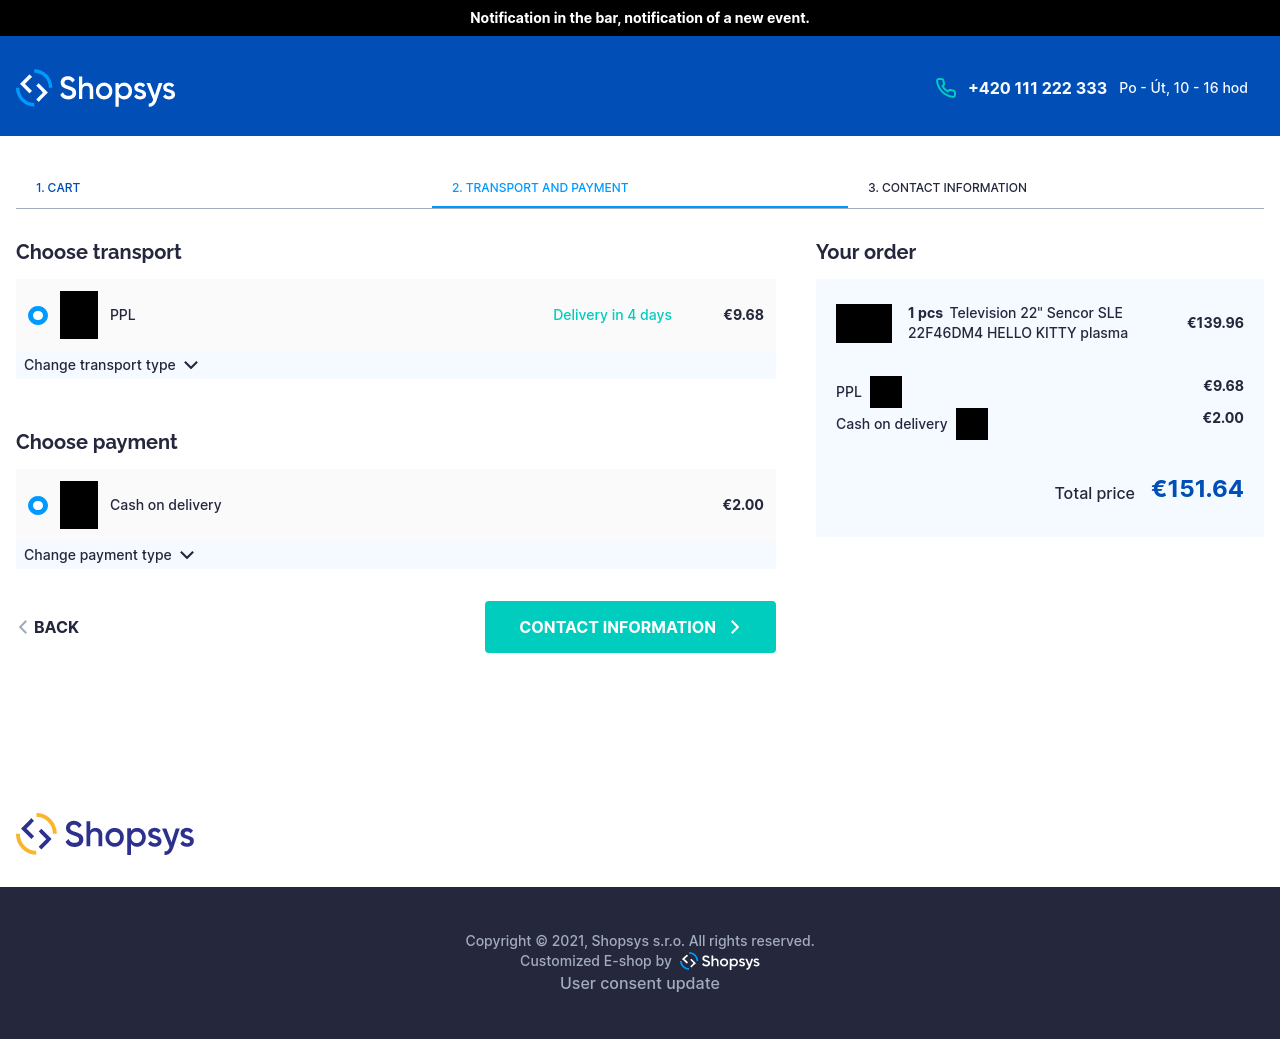 Notification in the bar, notification of a new event.
Shopsys
+420 111 222 333 Po - Út, 10 - 16 hod
1. CART
2. TRANSPORT AND PAYMENT
3. CONTACT INFORMATION
Choose transport
PPL Delivery in 4 days €9.68
Change transport type
Choose payment
Cash on delivery €2.00
Change payment type
BACK
CONTACT INFORMATION
Your order
1 pcs Television 22" Sencor SLE
22F46DM4 HELLO KITTY plasma
€139.96
PPL €9.68
Cash on delivery €2.00
Total price €151.64
Shopsys
Copyright © 2021, Shopsys s.r.o. All rights reserved.
Customized E-shop by Shopsys
User consent update